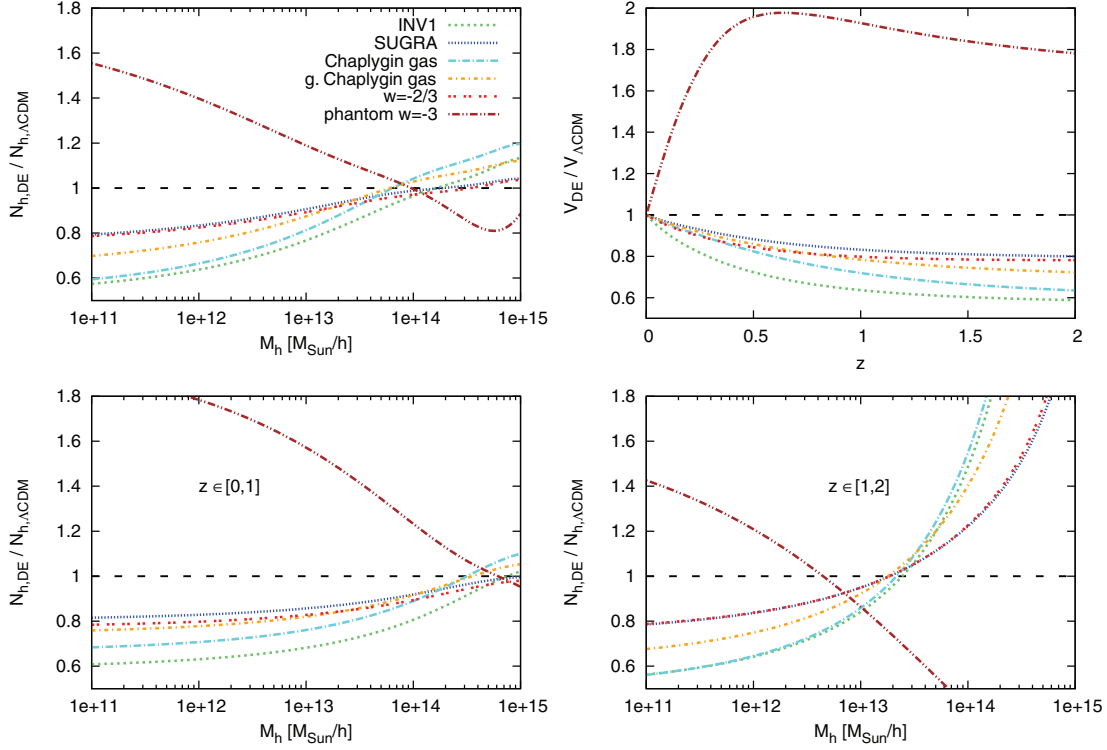 N_h,DE / N_h,ΛCDM
1.8
1.6
1.4
1.2
1
0.8
0.6
INV1
SUGRA
Chaplygin gas
g. Chaplygin gas
w=-2/3
phantom w=-3
1e+11 1e+12 1e+13 1e+14 1e+15
M_h [M_Sun/h]
V_DE / V_ΛCDM
2
1.8
1.6
1.4
1.2
1
0.8
0.6
0 0.5 1 1.5 2
z
N_h,DE / N_h,ΛCDM
1.8
1.6
1.4
1.2
1
0.8
0.6
z ∈[0,1]
1e+11 1e+12 1e+13 1e+14 1e+15
M_h [M_Sun/h]
N_h,DE / N_h,ΛCDM
1.8
1.6
1.4
1.2
1
0.8
0.6
z ∈[1,2]
1e+11 1e+12 1e+13 1e+14 1e+15
M_h [M_Sun/h]